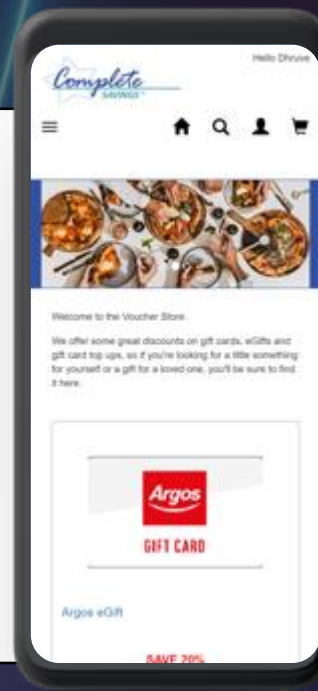 Hello Dhruve
Complete
SAVINGS™
Welcome to the Voucher Store.
We offer some great discounts on gift cards, eGifts and
gift card top ups, so if you're looking for a little something
for yourself or a gift for a loved one, you'll be sure to find
it here.
Argos
GIFT CARD
Argos eGift
SAVE 20%